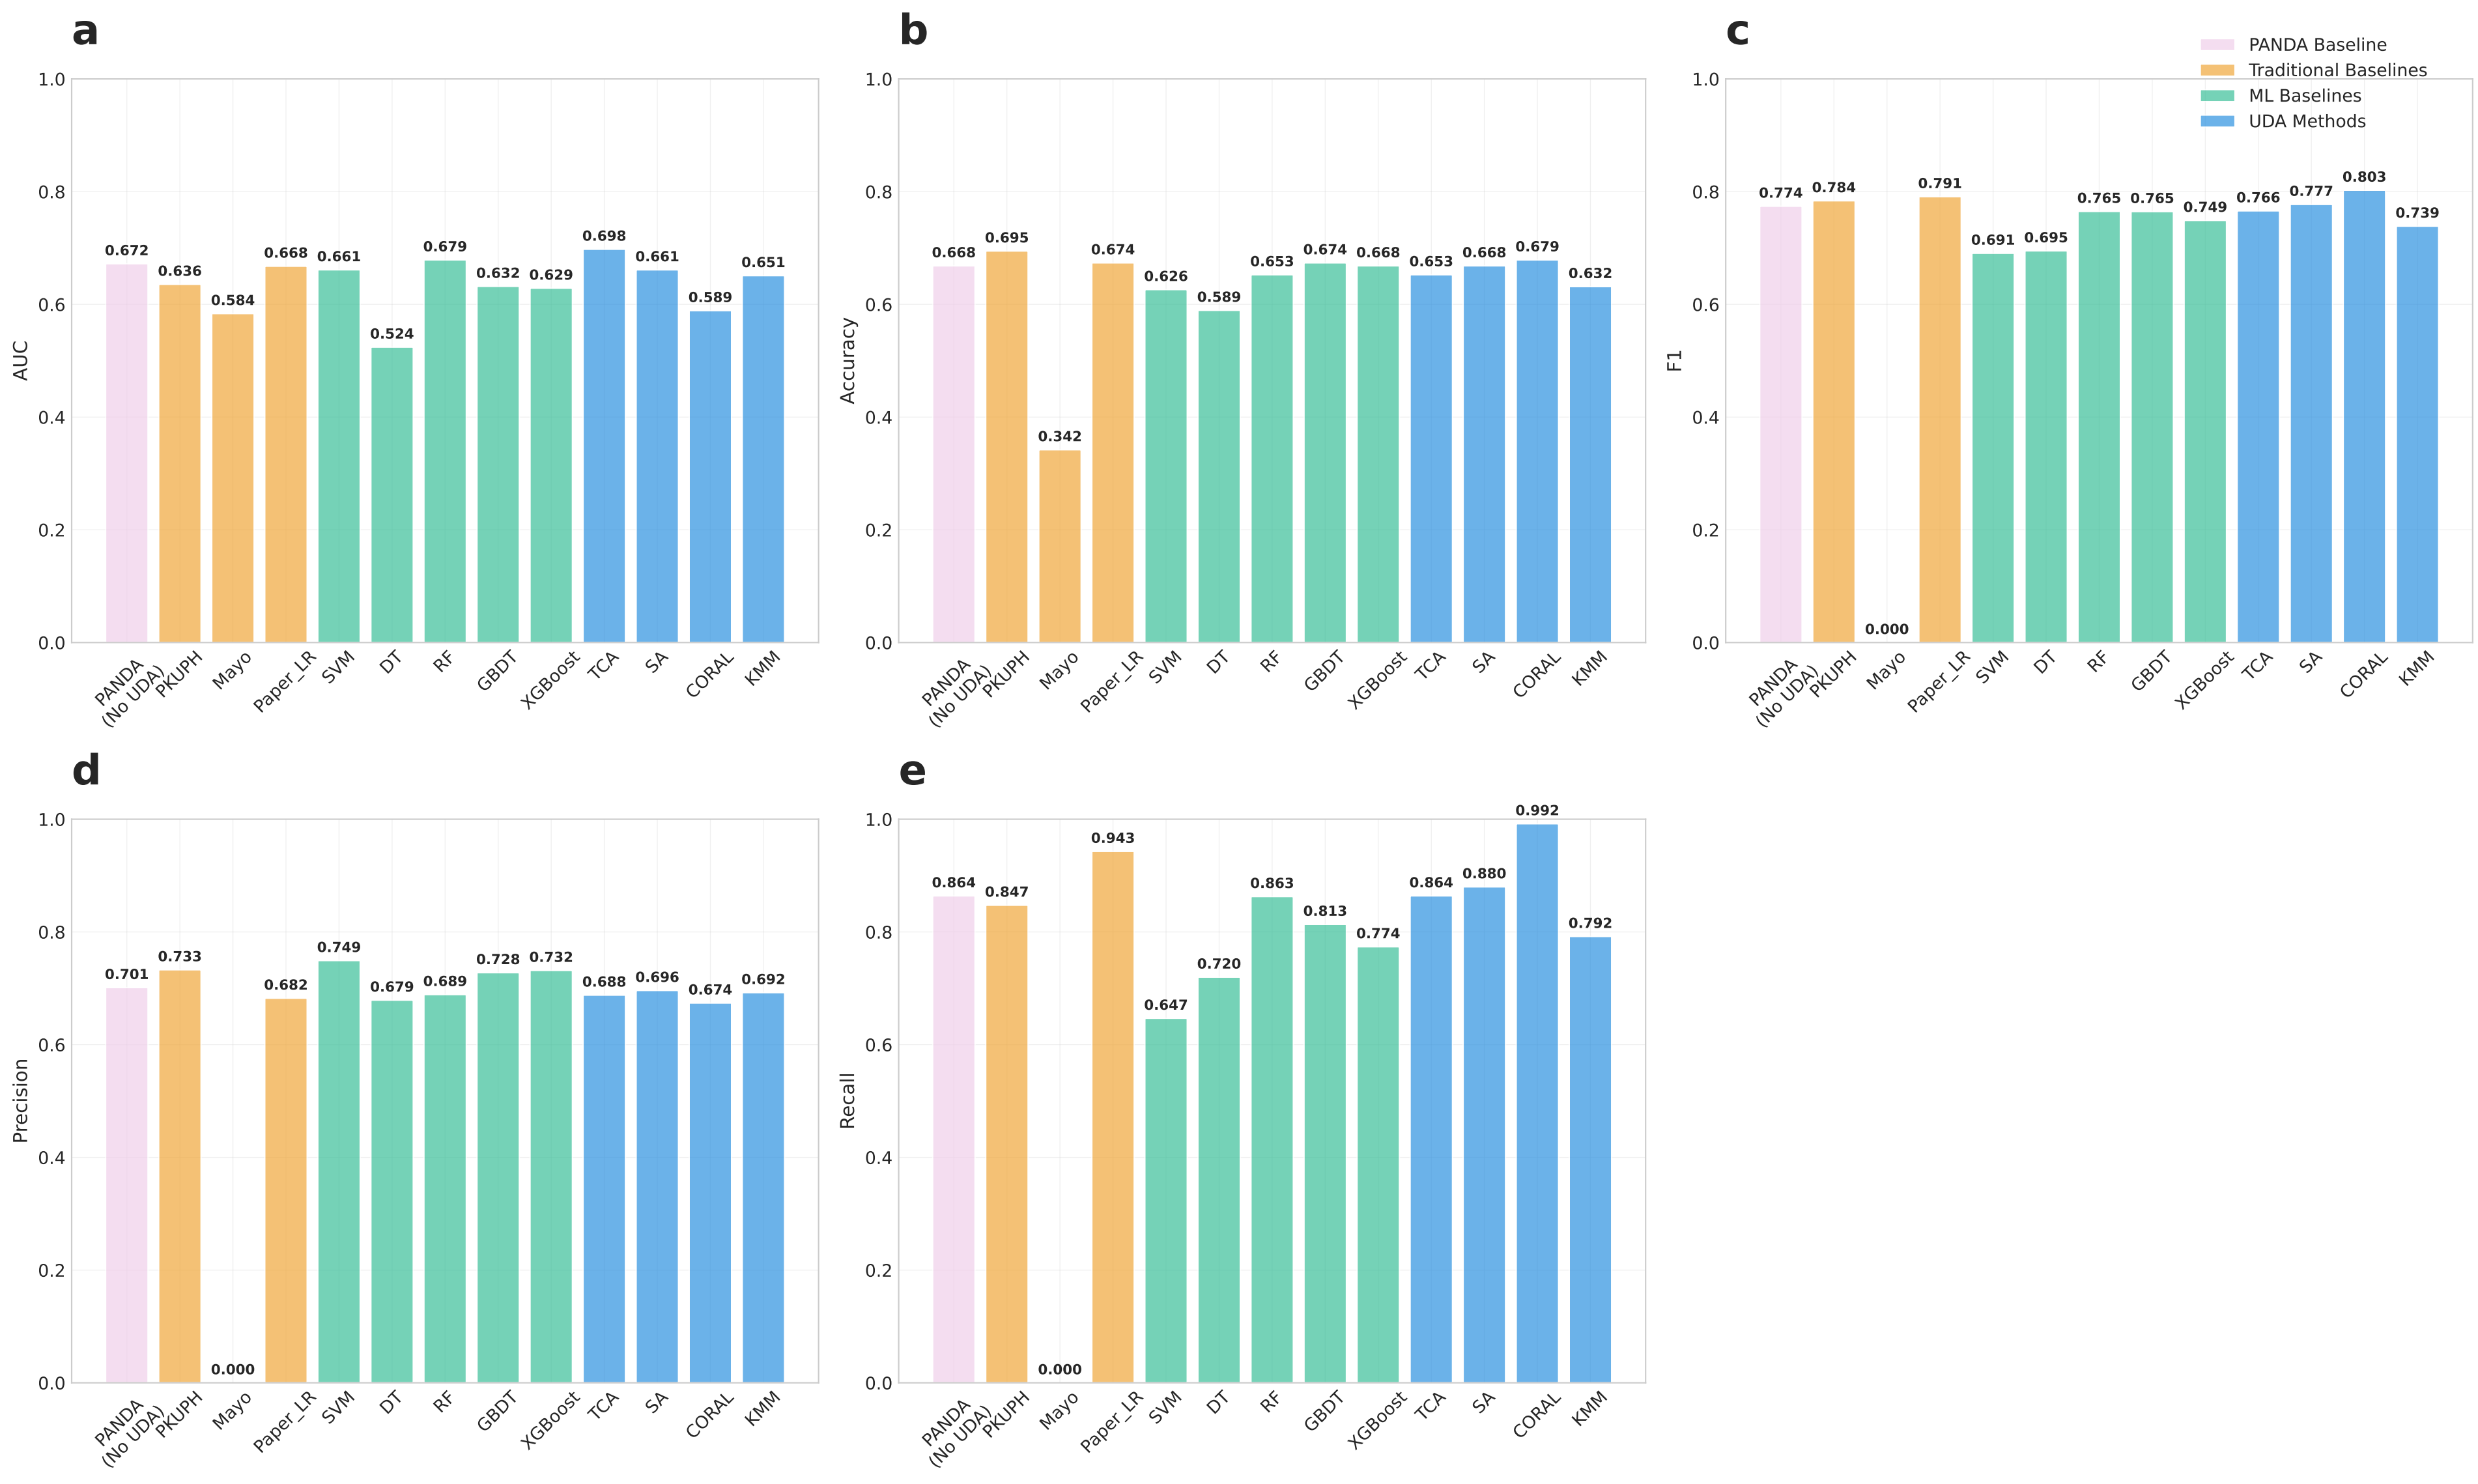 a
b
c
PANDA Baseline
Traditional Baselines
ML Baselines
UDA Methods
AUC
1.0
0.8
0.6
0.4
0.2
0.0
0.672
0.636
0.584
0.668
0.661
0.524
0.679
0.632
0.629
0.698
0.661
0.589
0.651
PANDA
(No UDA)
PKUPH
Mayo
Paper_LR
SVM
DT
RF
GBDT
XGBoost
TCA
SA
CORAL
KMM
Accuracy
1.0
0.8
0.6
0.4
0.2
0.0
0.668
0.695
0.342
0.674
0.626
0.589
0.653
0.674
0.668
0.653
0.668
0.679
0.632
PANDA
(No UDA)
PKUPH
Mayo
Paper_LR
SVM
DT
RF
GBDT
XGBoost
TCA
SA
CORAL
KMM
F1
1.0
0.8
0.6
0.4
0.2
0.0
0.774
0.784
0.000
0.791
0.691
0.695
0.765
0.765
0.749
0.766
0.777
0.803
0.739
PANDA
(No UDA)
PKUPH
Mayo
Paper_LR
SVM
DT
RF
GBDT
XGBoost
TCA
SA
CORAL
KMM
d
e
Precision
1.0
0.8
0.6
0.4
0.2
0.0
0.701
0.733
0.000
0.682
0.749
0.679
0.689
0.728
0.732
0.688
0.696
0.674
0.692
PANDA
(No UDA)
PKUPH
Mayo
Paper_LR
SVM
DT
RF
GBDT
XGBoost
TCA
SA
CORAL
KMM
Recall
1.0
0.8
0.6
0.4
0.2
0.0
0.864
0.847
0.000
0.943
0.647
0.720
0.863
0.813
0.774
0.864
0.880
0.992
0.792
PANDA
(No UDA)
PKUPH
Mayo
Paper_LR
SVM
DT
RF
GBDT
XGBoost
TCA
SA
CORAL
KMM